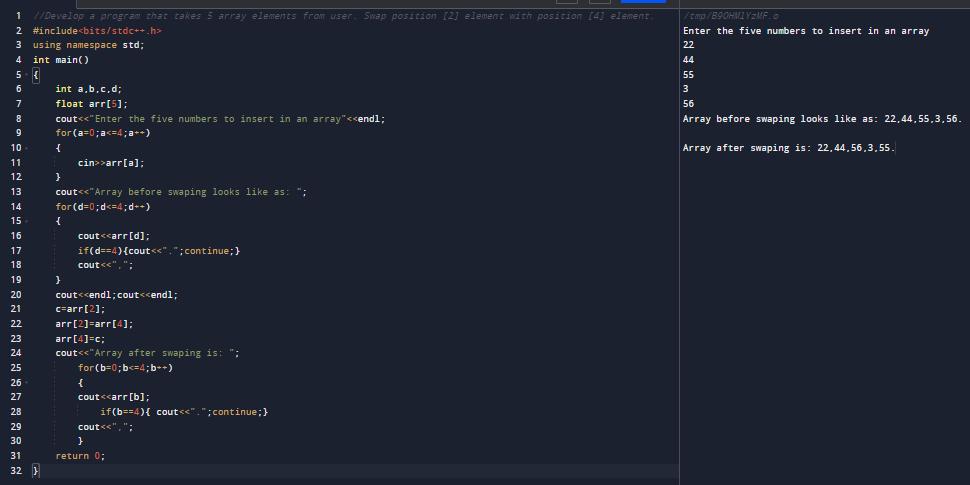 1 //Develop a program that takes 5 array elements from user. Swap position [2] element with position [4] element.
2 #include<bits/stdc++.h>
3 using namespace std;
4 int main()
5 {
6 int a,b,c,d;
7 float arr[5];
8 cout<<"Enter the five numbers to insert in an array"<<endl;
9 for(a=0;a<=4;a++)
10 {
11 cin>>arr[a];
12 }
13 cout<<"Array before swaping looks like as: ";
14 for(d=0;d<=4;d++)
15 {
16 cout<<arr[d];
17 if(d==4){cout<<".";continue;}
18 cout<<",";
19 }
20 cout<<endl;cout<<endl;
21 c=arr[2];
22 arr[2]=arr[4];
23 arr[4]=c;
24 cout<<"Array after swaping is: ";
25 for(b=0;b<=4;b++)
26 {
27 cout<<arr[b];
28 if(b==4){ cout<<".";continue;}
29 cout<<",";
30 }
31 return 0;
32 }
/tmp/B9OHM1YzMF.o
Enter the five numbers to insert in an array
22
44
55
3
56
Array before swaping looks like as: 22,44,55,3,56.
Array after swaping is: 22,44,56,3,55.